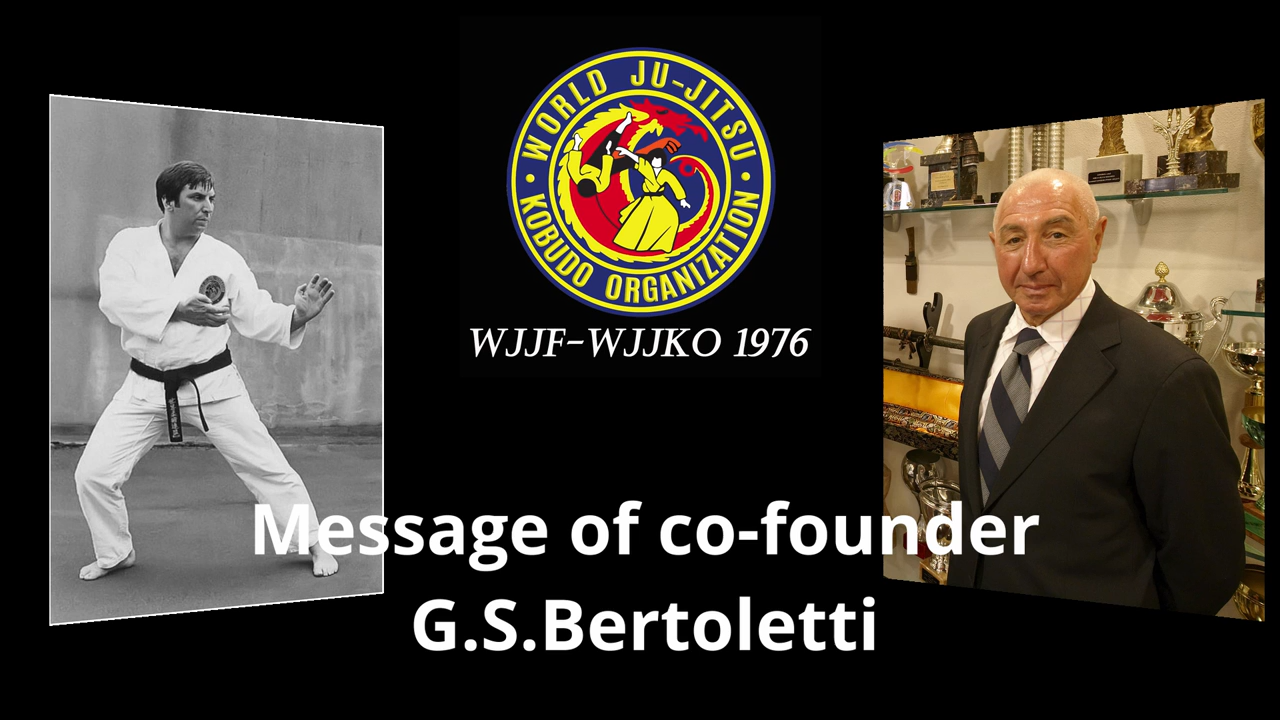 WORLD JU-JITSU
KOBUDO ORGANIZATION
WJJF-WJJKO 1976
Message of co-founder
G.S.Bertoletti